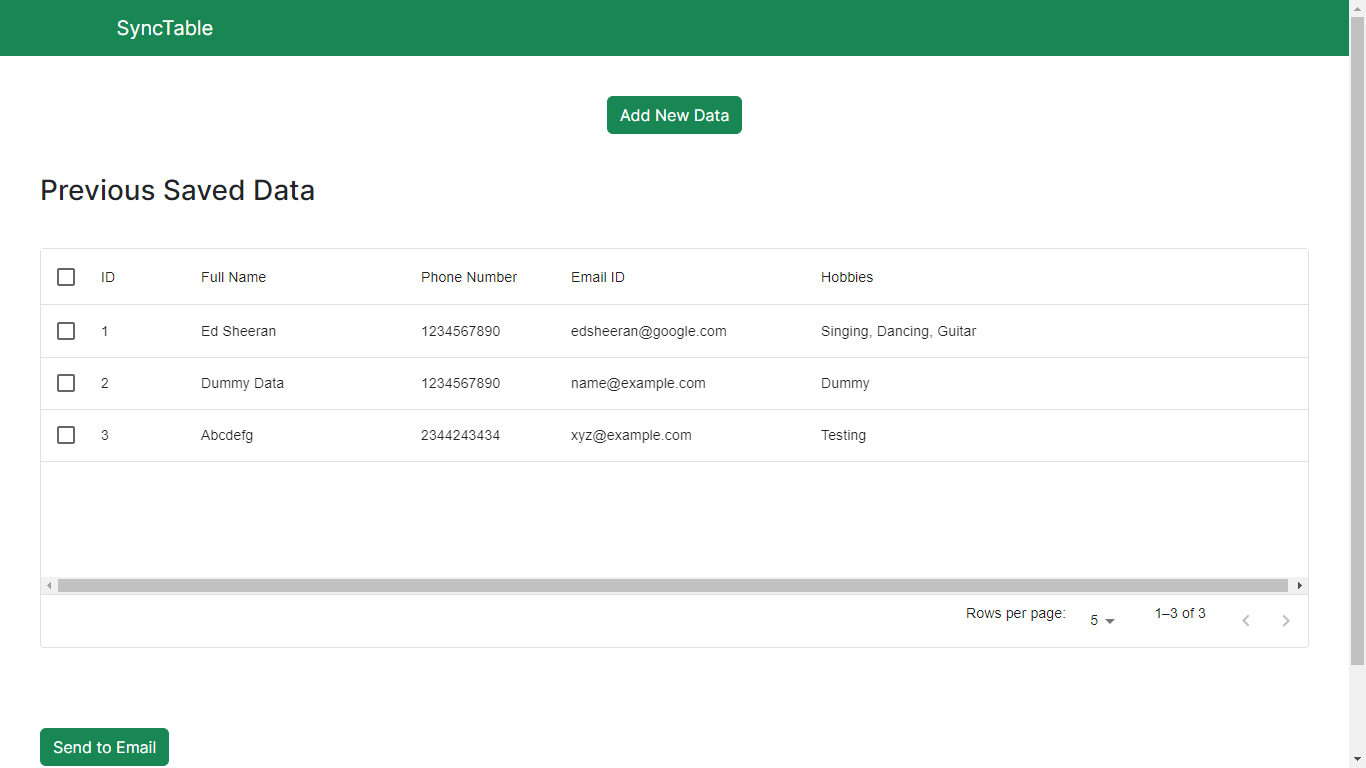 SyncTable
Add New Data
Previous Saved Data
ID Full Name Phone Number Email ID Hobbies
1 Ed Sheeran 1234567890 edsheeran@google.com Singing, Dancing, Guitar
2 Dummy Data 1234567890 name@example.com Dummy
3 Abcdefg 2344243434 xyz@example.com Testing
Rows per page: 5 1–3 of 3
Send to Email